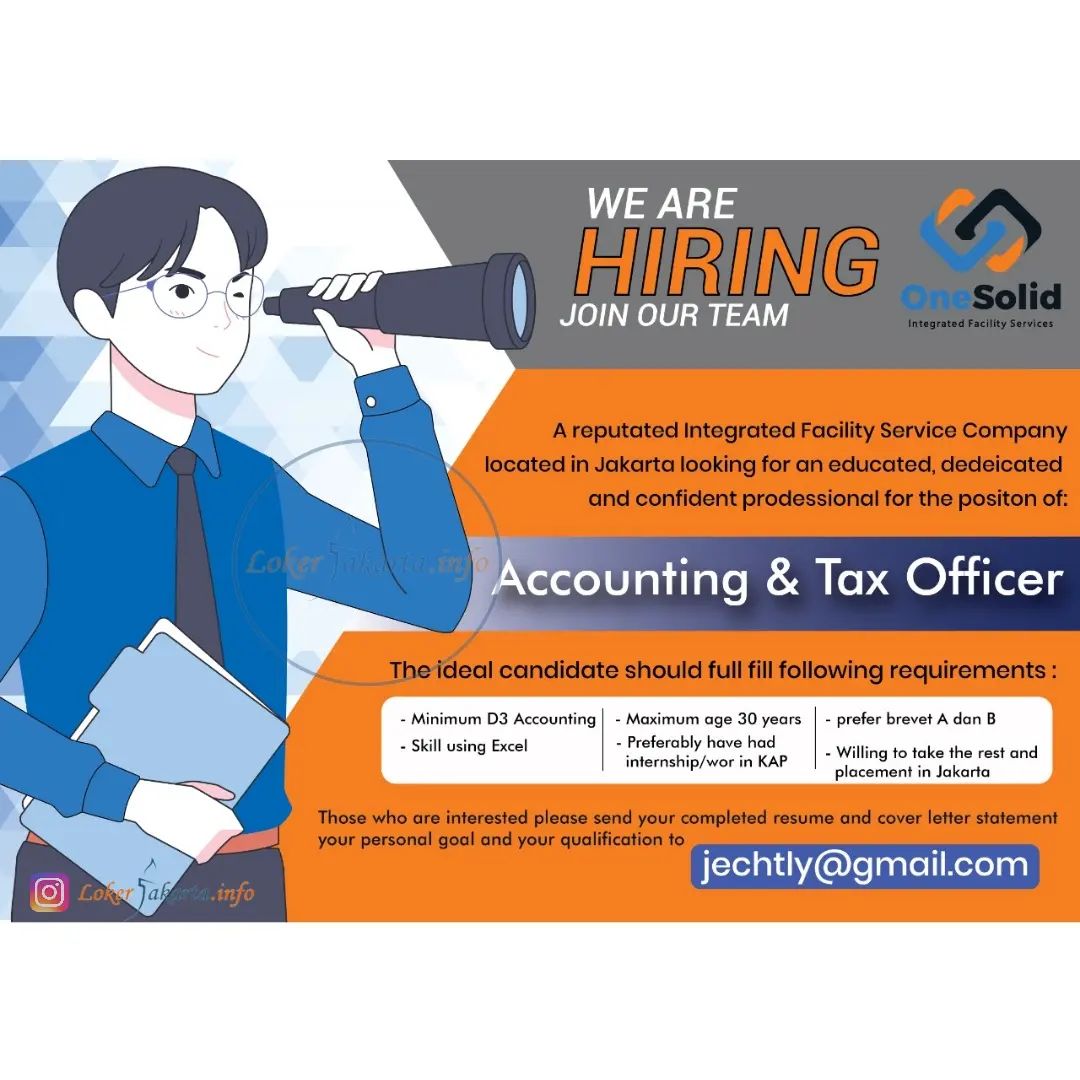 WE ARE
HIRING
JOIN OUR TEAM
OneSolid
Integrated Facility Services
A reputated Integrated Facility Service Company
located in Jakarta looking for an educated, dedeicated
and confident prodessional for the positon of:
Loker Jakarta.info
Accounting & Tax Officer
The ideal candidate should full fill following requirements :
- Minimum D3 Accounting
- Skill using Excel
- Maximum age 30 years
- Preferably have had
internship/wor in KAP
- prefer brevet A dan B
- Willing to take the rest and
placement in Jakarta
Those who are interested please send your completed resume and cover letter statement
your personal goal and your qualification to
jechtly@gmail.com
Loker Jakarta.info